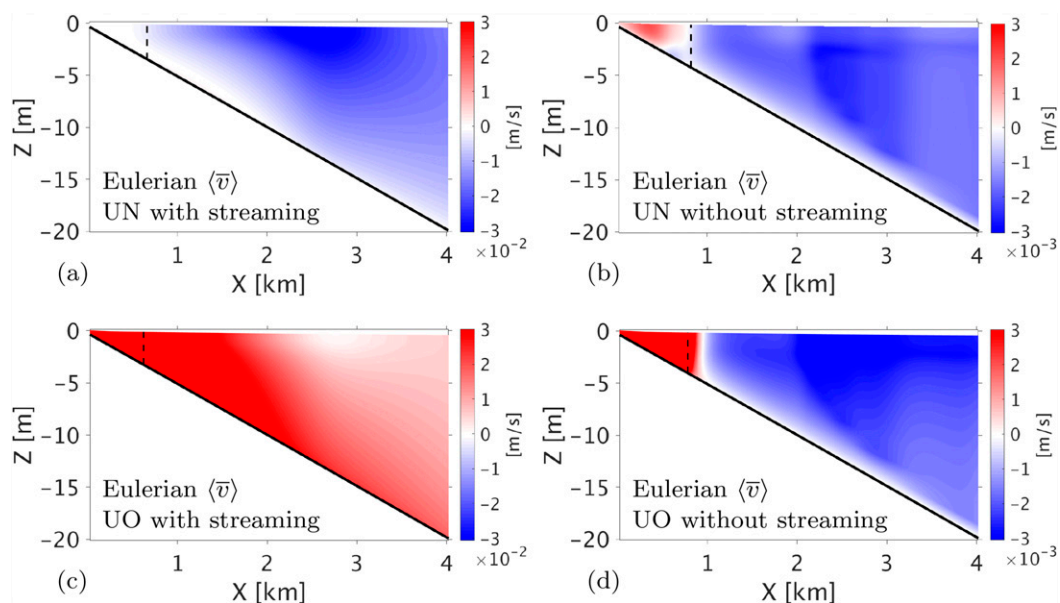 0
−5
−10
−15
−20
Z [m]
Eulerian ⟨v̅⟩
UN with streaming
(a)
1 2 3 4
X [km]
3
2
1
0
−1
−2
−3
×10⁻²
[m/s]
0
−5
−10
−15
−20
Z [m]
Eulerian ⟨v̅⟩
UN without streaming
(b)
1 2 3 4
X [km]
3
2
1
0
−1
−2
−3
×10⁻³
[m/s]
0
−5
−10
−15
−20
Z [m]
Eulerian ⟨v̅⟩
UO with streaming
(c)
1 2 3 4
X [km]
3
2
1
0
−1
−2
−3
×10⁻²
[m/s]
0
−5
−10
−15
−20
Z [m]
Eulerian ⟨v̅⟩
UO without streaming
(d)
1 2 3 4
X [km]
3
2
1
0
−1
−2
−3
×10⁻³
[m/s]